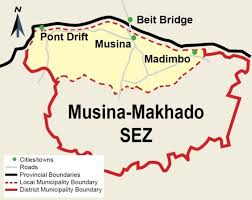 N
Beit Bridge
Pont Drift
Musina
Madimbo
Musina-Makhado
SEZ
Cities/towns
Roads
Provincial Boundaries
Local Municipality Boundary
District Municipality Boundary